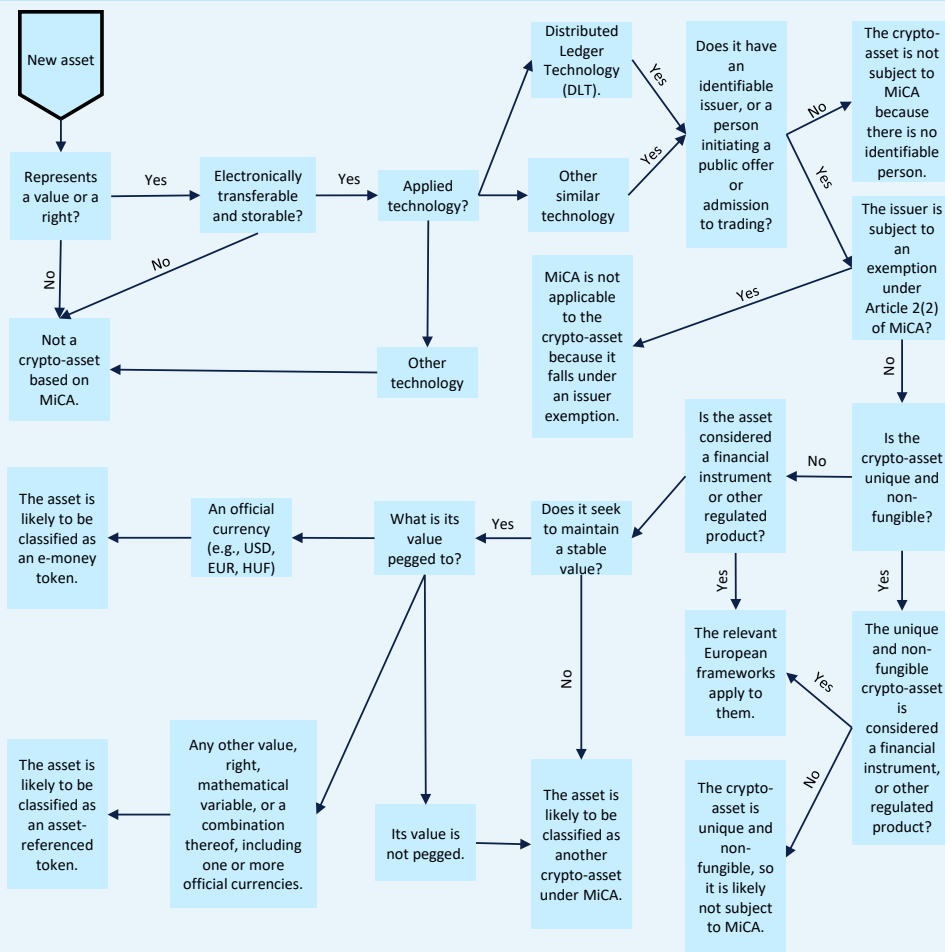 New asset
Represents
a value or a
right?
Yes
Electronically
transferable
and storable?
Yes
Applied
technology?
Distributed
Ledger
Technology
(DLT).
Yes
Other
similar
technology
Yes
Does it have
an
identifiable
issuer, or a
person
initiating a
public offer
or
admission
to trading?
No
The crypto-
asset is not
subject to
MiCA
because
there is no
identifiable
person.
Yes
The issuer is
subject to
an
exemption
under
Article 2(2)
of MiCA?
No
No
Not a
crypto-asset
based on
MiCA.
Other
technology
Yes
MiCA is not
applicable
to the
crypto-asset
because it
falls under
an issuer
exemption.
No
Is the
crypto-asset
unique and
non-
fungible?
No
Is the asset
considered
a financial
instrument
or other
regulated
product?
Does it seek
to maintain
a stable
value?
Yes
What is its
value
pegged to?
An official
currency
(e.g., USD,
EUR, HUF)
The asset is
likely to be
classified as
an e-money
token.
Yes
Yes
No
The relevant
European
frameworks
apply to
them.
Yes
The unique
and non-
fungible
crypto-asset
is
considered
a financial
instrument,
or other
regulated
product?
No
The crypto-
asset is
unique and
non-
fungible, so
it is likely
not subject
to MiCA.
The asset is
likely to be
classified as
another
crypto-asset
under MiCA.
Its value is
not pegged.
Any other value,
right,
mathematical
variable, or a
combination
thereof, including
one or more
official currencies.
The asset is
likely to be
classified as
an asset-
referenced
token.